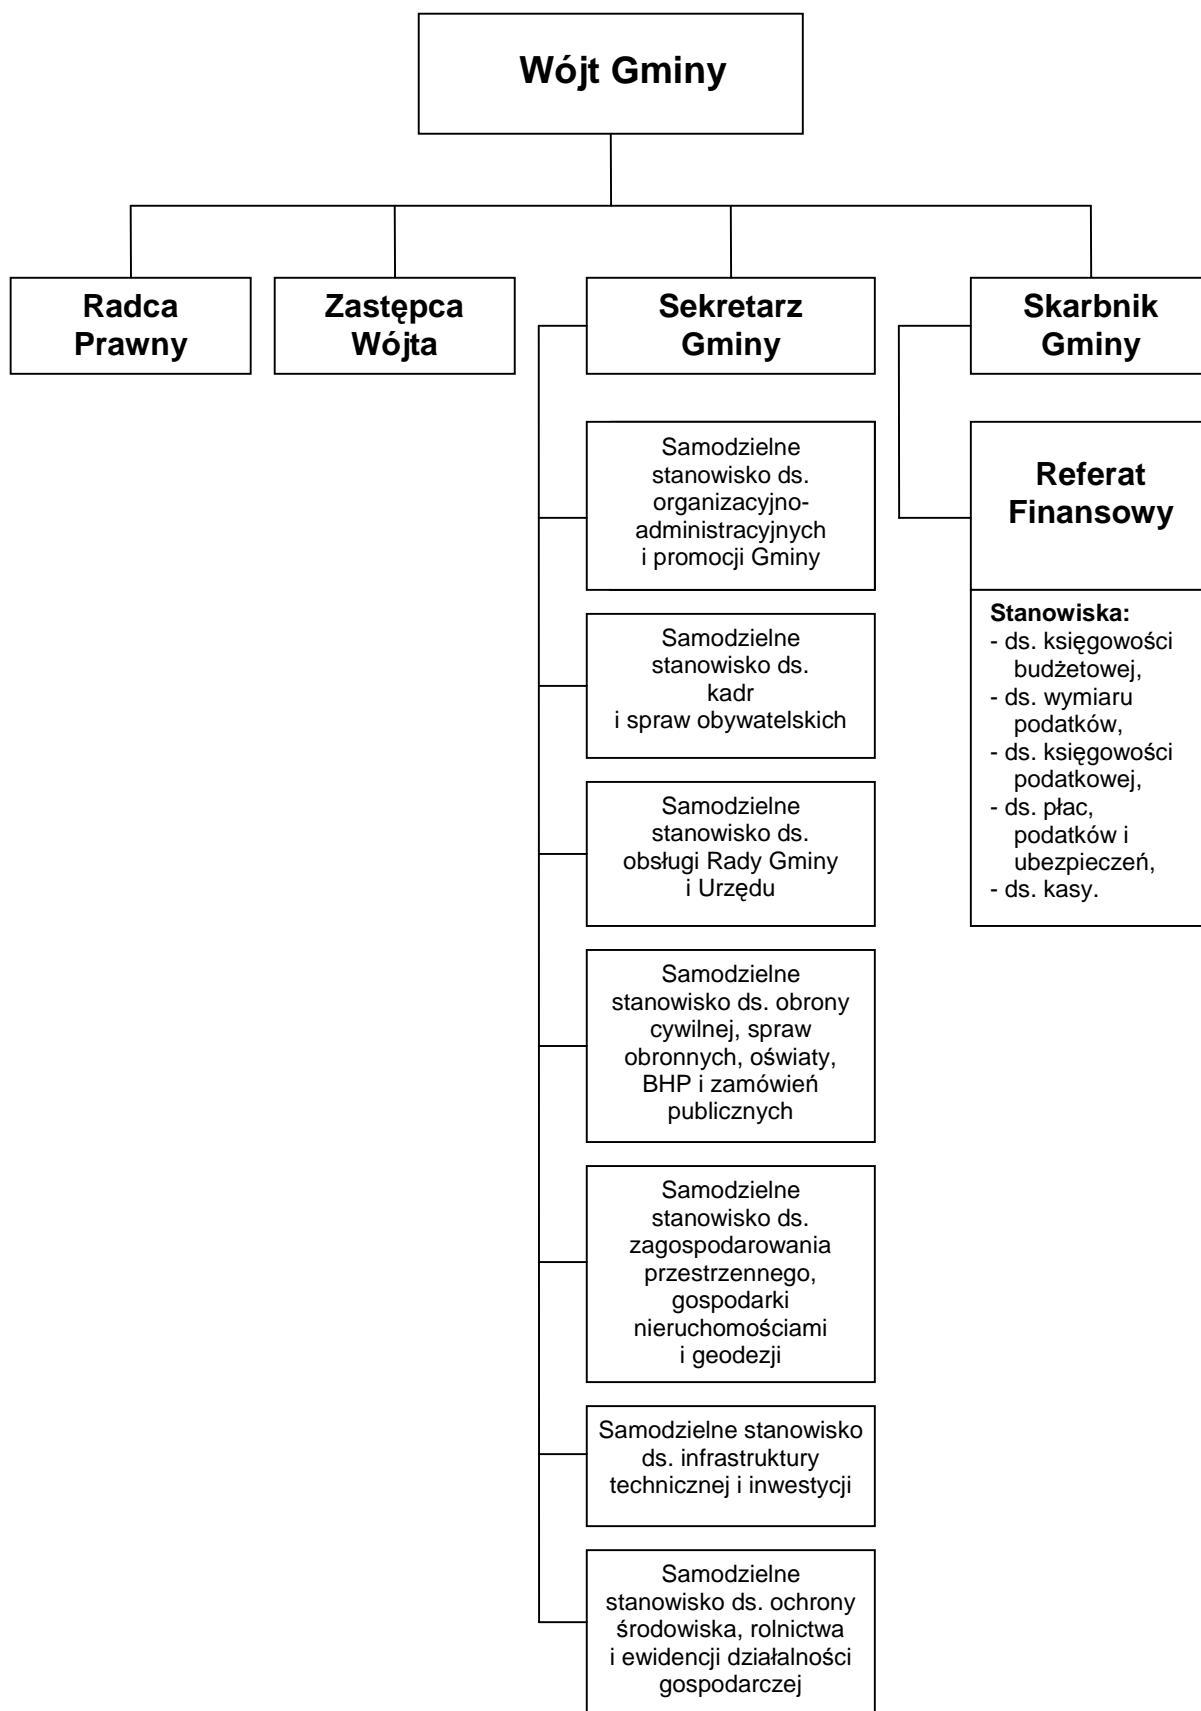 Wójt Gminy
Radca
Prawny
Zastępca
Wójta
Sekretarz
Gminy
Skarbnik
Gminy
Samodzielne
stanowisko ds.
organizacyjno-
administracyjnych
i promocji Gminy
Samodzielne
stanowisko ds.
kadr
i spraw obywatelskich
Samodzielne
stanowisko ds.
obsługi Rady Gminy
i Urzędu
Samodzielne
stanowisko ds. obrony
cywilnej, spraw
obronnych, oświaty,
BHP i zamówień
publicznych
Samodzielne
stanowisko ds.
zagospodarowania
przestrzennego,
gospodarki
nieruchomościami
i geodezji
Samodzielne stanowisko
ds. infrastruktury
technicznej i inwestycji
Samodzielne
stanowisko ds. ochrony
środowiska, rolnictwa
i ewidencji działalności
gospodarczej
Referat
Finansowy
Stanowiska:
- ds. księgowości
budżetowej,
- ds. wymiaru
podatków,
- ds. księgowości
podatkowej,
- ds. płac,
podatków i
ubezpieczeń,
- ds. kasy.